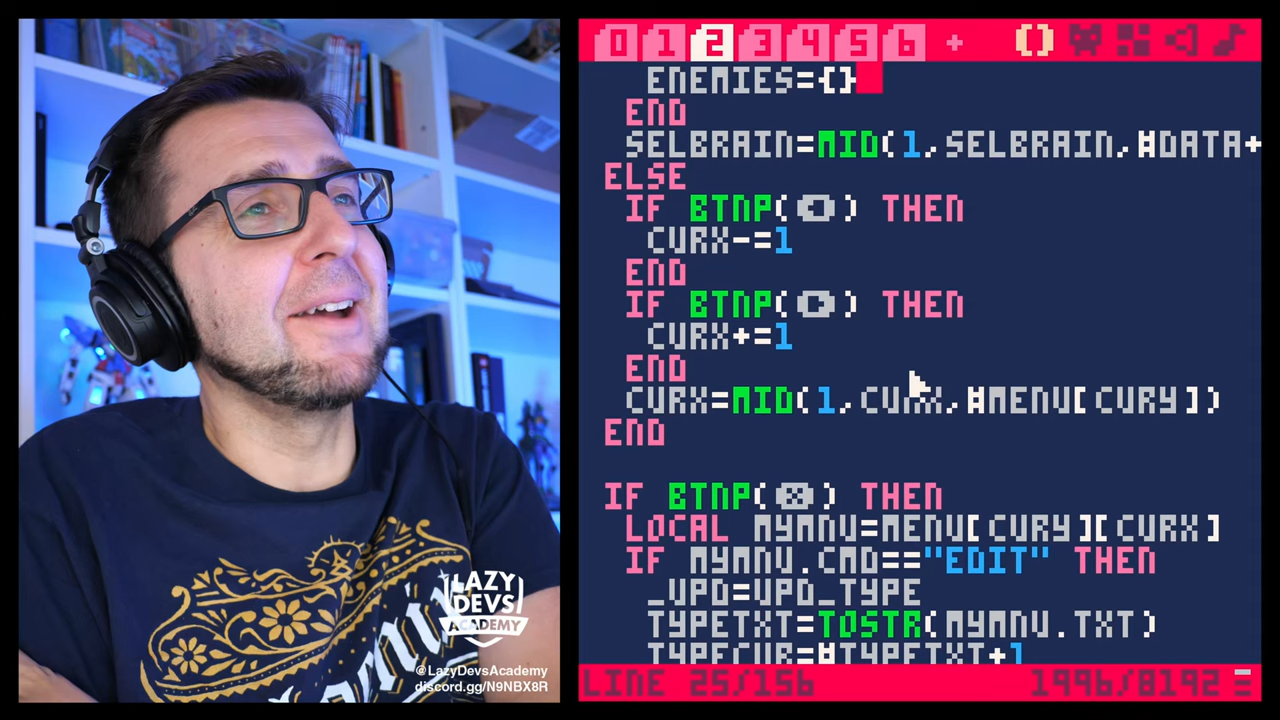 0 1 2 3 4 5 6 +
ENEMIES={}
END
SELBRAIN=MID(1,SELBRAIN,#DATA+
ELSE
IF BTNP(⬅️) THEN
CURX-=1
END
IF BTNP(➡️) THEN
CURX+=1
END
CURX=MID(1,CURX,#MENU[CURY])
END
IF BTNP(❎) THEN
LOCAL MYMNU=MENU[CURY][CURX]
IF MYMNU.CMD=="EDIT" THEN
_UPD=UPD_TYPE
TYPETXT=TOSTR(MYMNU.TXT)
TYPECUR=#TYPETXT+1
LINE 25/156
1996/8192
LAZY
DEVS
ACADEMY
@LazyDevsAcademy
discord.gg/N9NBX8R